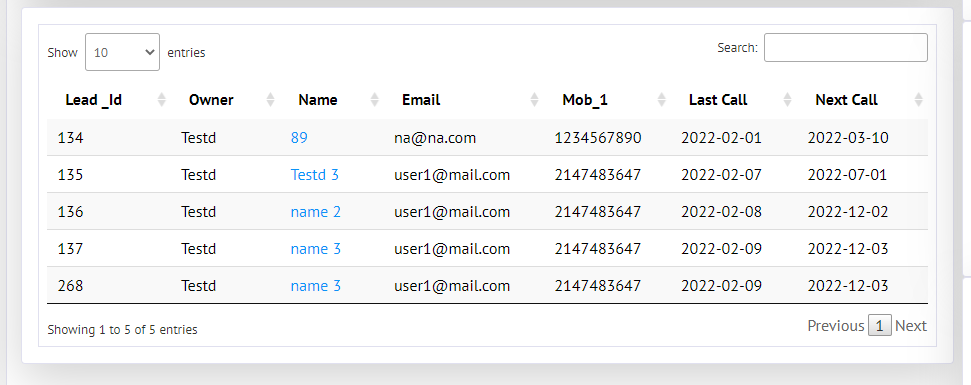 Show 10 entries Search:
Lead _Id Owner Name Email Mob_1 Last Call Next Call
134 Testd 89 na@na.com 1234567890 2022-02-01 2022-03-10
135 Testd Testd 3 user1@mail.com 2147483647 2022-02-07 2022-07-01
136 Testd name 2 user1@mail.com 2147483647 2022-02-08 2022-12-02
137 Testd name 3 user1@mail.com 2147483647 2022-02-09 2022-12-03
268 Testd name 3 user1@mail.com 2147483647 2022-02-09 2022-12-03
Showing 1 to 5 of 5 entries Previous 1 Next